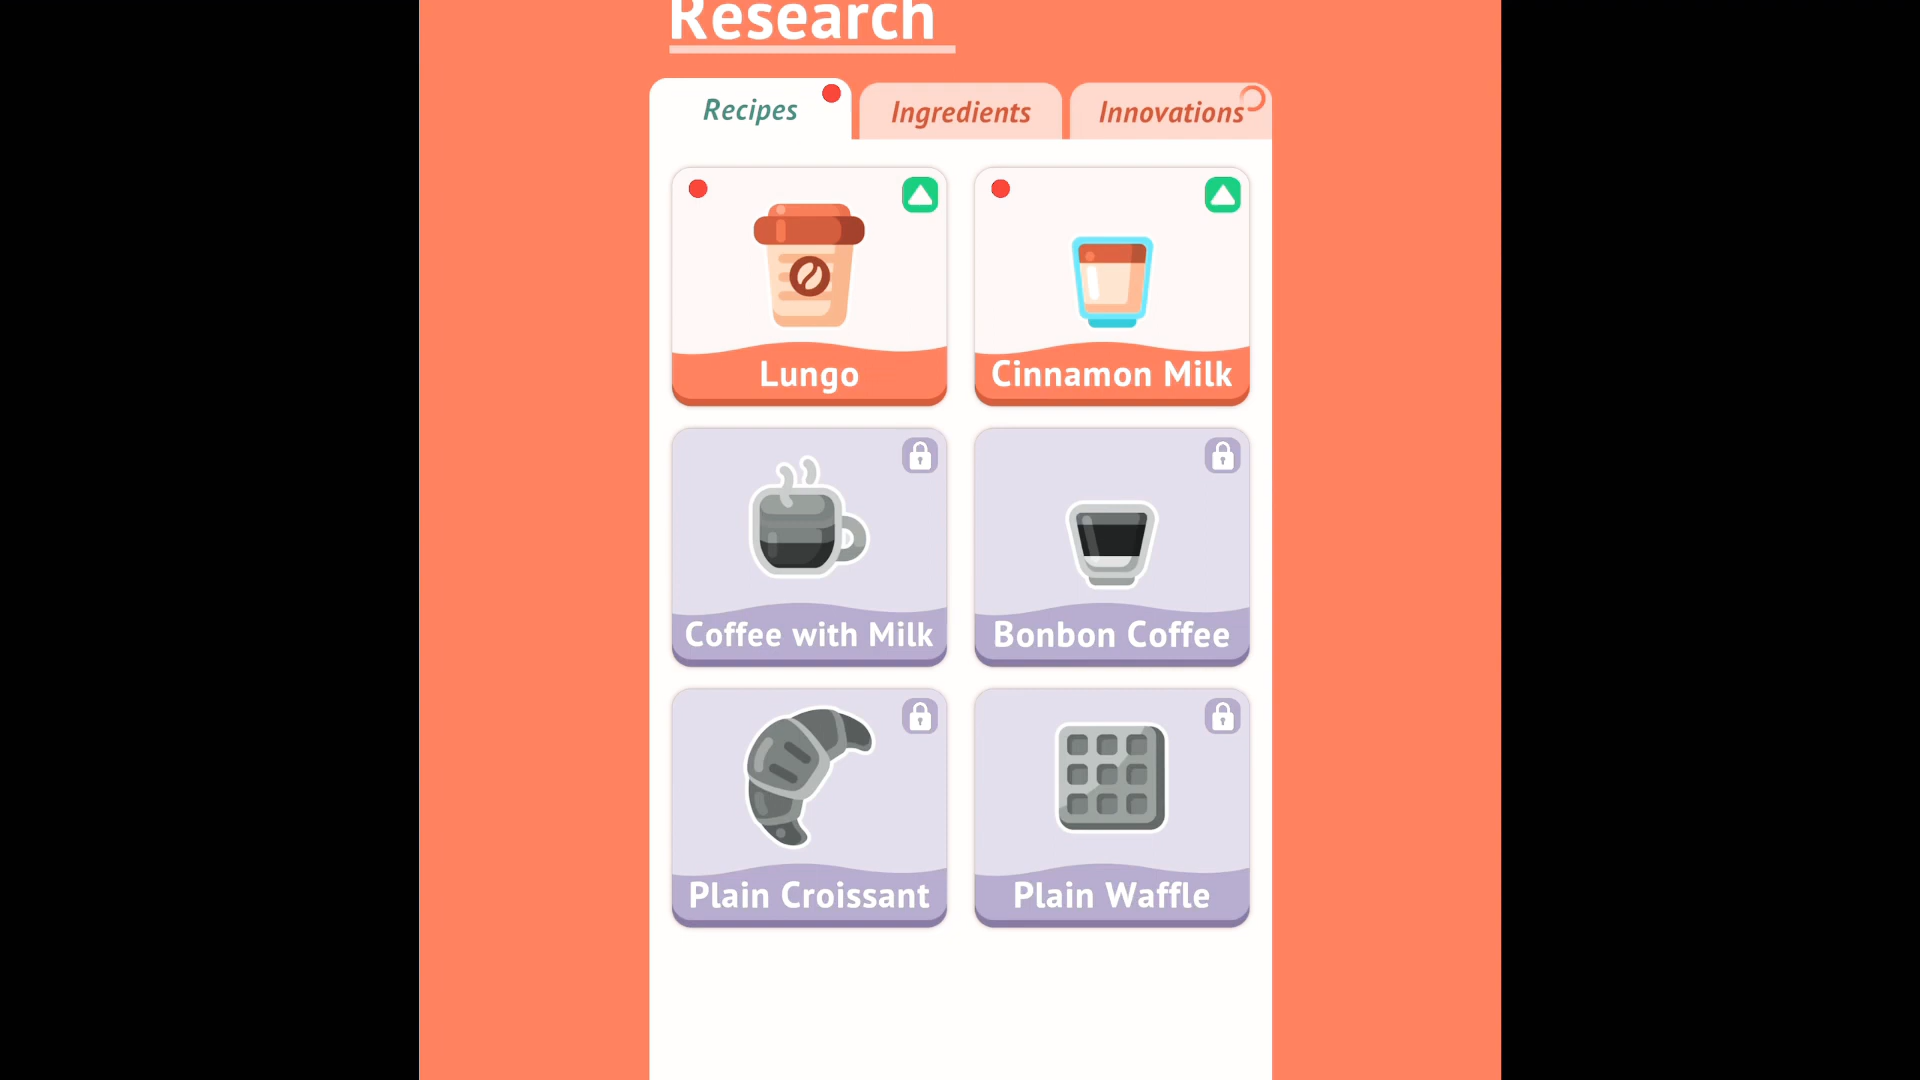 Research
Recipes
Ingredients
Innovations
Lungo
Cinnamon Milk
Coffee with Milk
Bonbon Coffee
Plain Croissant
Plain Waffle